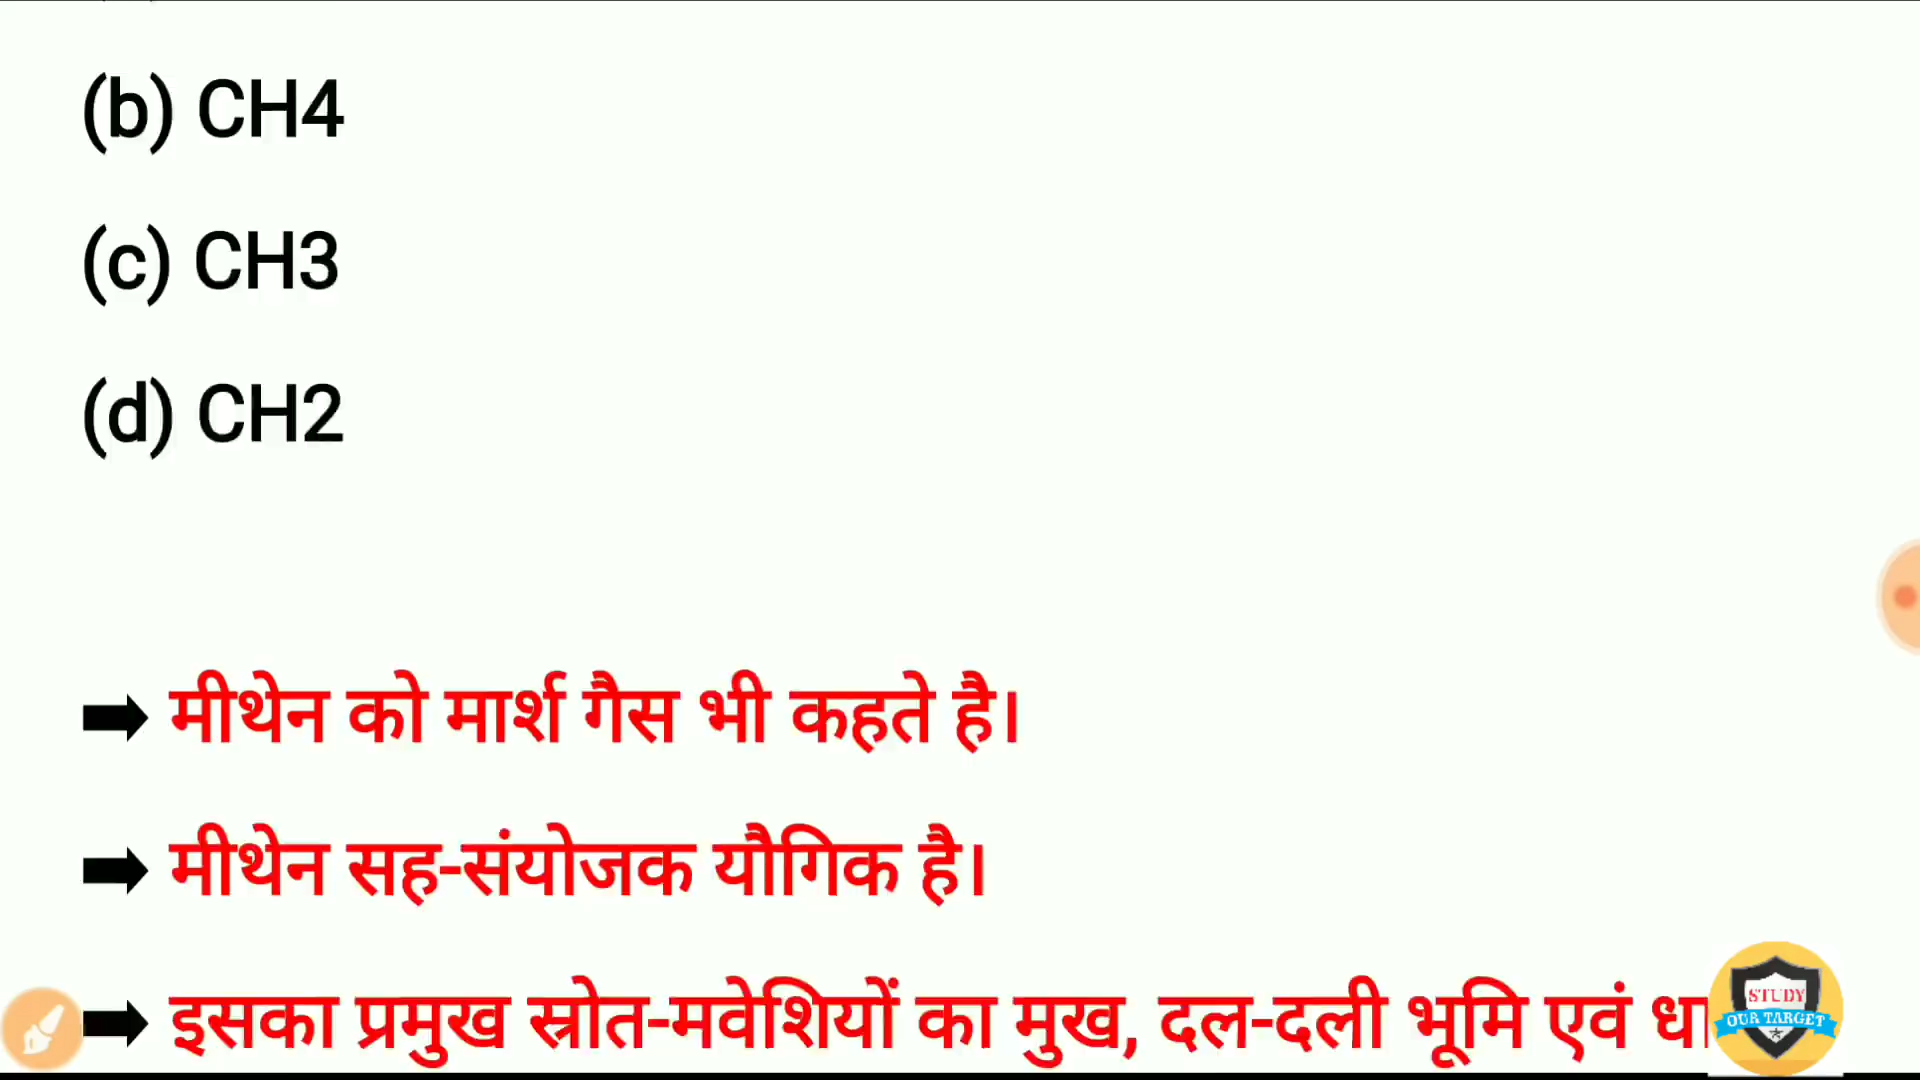 (b) CH4
(c) CH3
(d) CH2
➡ मीथेन को मार्श गैस भी कहते है।
➡ मीथेन सह-संयोजक यौगिक है।
➡ इसका प्रमुख स्रोत-मवेशियों का मुख, दल-दली भूमि एवं
STUDY
OUR TARGET